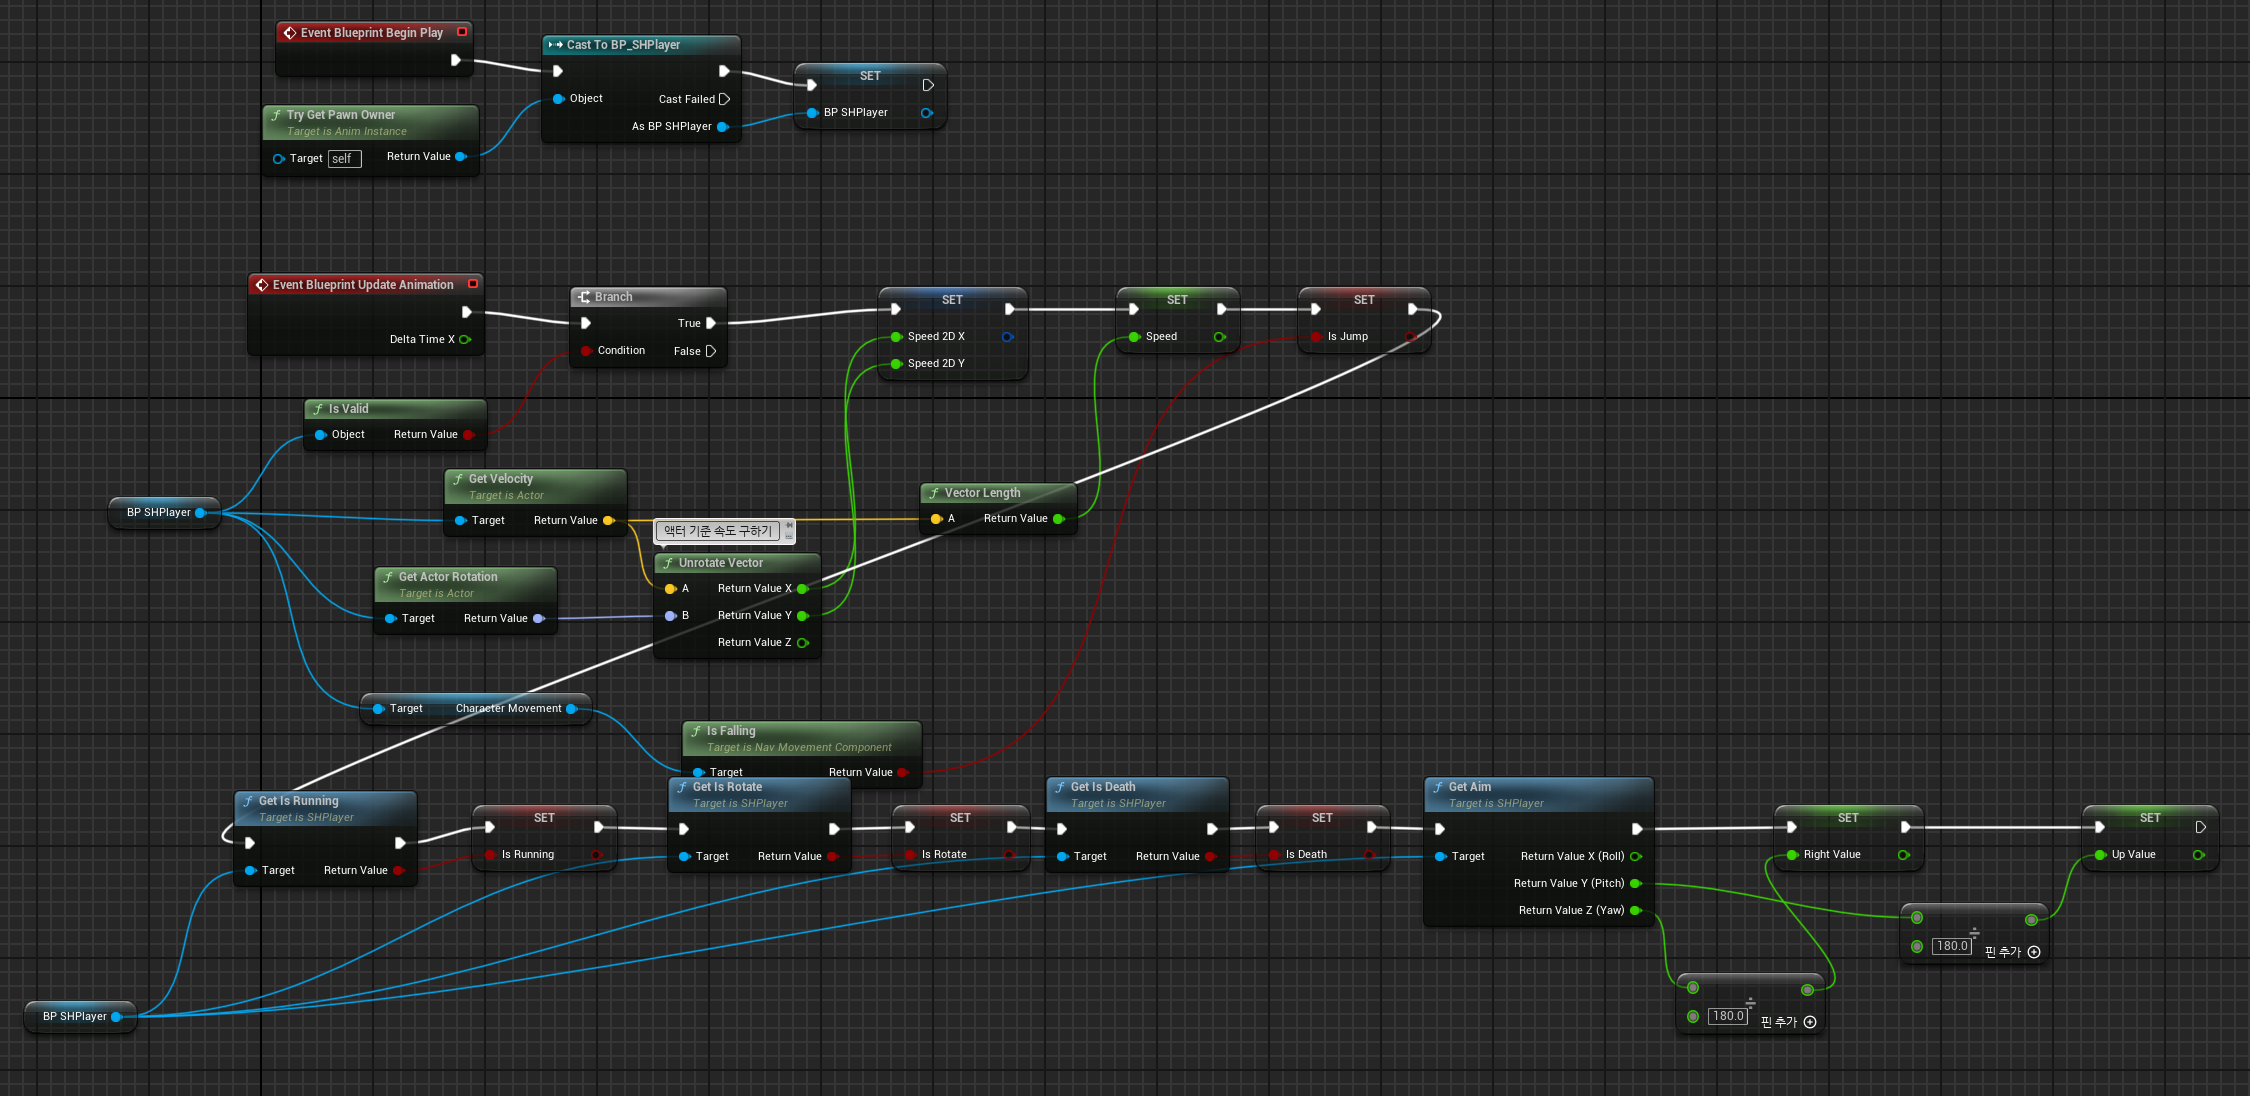 Event Blueprint Begin Play
Try Get Pawn Owner
Target is Anim Instance
Target self Return Value
Cast To BP_SHPlayer
Object Cast Failed
As BP SHPlayer
SET
BP SHPlayer
Event Blueprint Update Animation
Delta Time X
Branch
True
Condition False
SET
Speed 2D X
Speed 2D Y
SET
Speed
SET
Is Jump
Is Valid
Object Return Value
BP SHPlayer
Get Velocity
Target is Actor
Target Return Value
액터 기준 속도 구하기
Vector Length
A Return Value
Get Actor Rotation
Target is Actor
Target Return Value
Unrotate Vector
A Return Value X
B Return Value Y
Return Value Z
Target Character Movement
Is Falling
Target is Nav Movement Component
Target Return Value
Get Is Running
Target is SHPlayer
Target Return Value
SET
Is Running
Get Is Rotate
Target is SHPlayer
Target Return Value
SET
Is Rotate
Get Is Death
Target is SHPlayer
Target Return Value
SET
Is Death
Get Aim
Target is SHPlayer
Target Return Value X (Roll)
Return Value Y (Pitch)
Return Value Z (Yaw)
SET
Right Value
SET
Up Value
÷
180.0 핀 추가
÷
180.0 핀 추가
BP SHPlayer